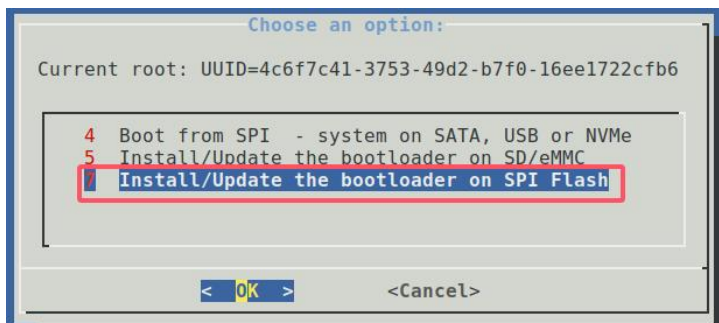 Choose an option:
Current root: UUID=4c6f7c41-3753-49d2-b7f0-16ee1722cfb6
4 Boot from SPI - system on SATA, USB or NVMe
5 Install/Update the bootloader on SD/eMMC
7 Install/Update the bootloader on SPI Flash
< OK > <Cancel>